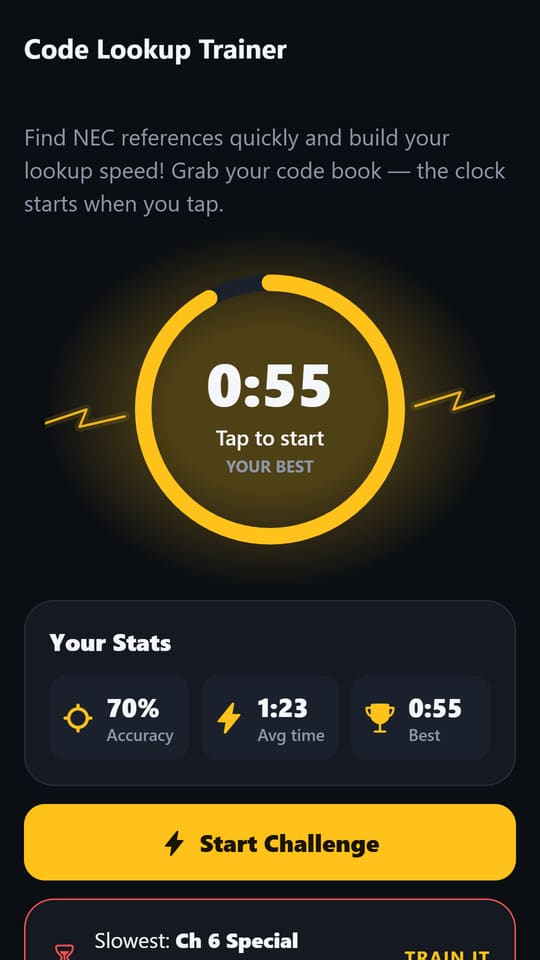 Code Lookup Trainer
Find NEC references quickly and build your
lookup speed! Grab your code book — the clock
starts when you tap.
0:55
Tap to start
YOUR BEST
Your Stats
70%
Accuracy
1:23
Avg time
0:55
Best
Start Challenge
Slowest: Ch 6 Special
TRAIN IT